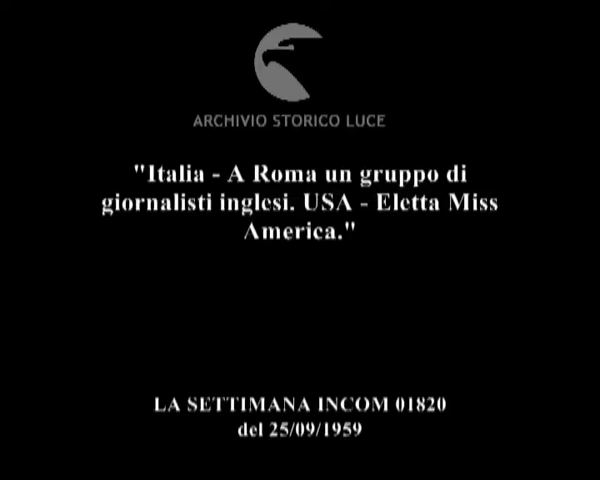 ARCHIVIO STORICO LUCE
"Italia - A Roma un gruppo di
giornalisti inglesi. USA - Eletta Miss
America."
LA SETTIMANA INCOM 01820
del 25/09/1959